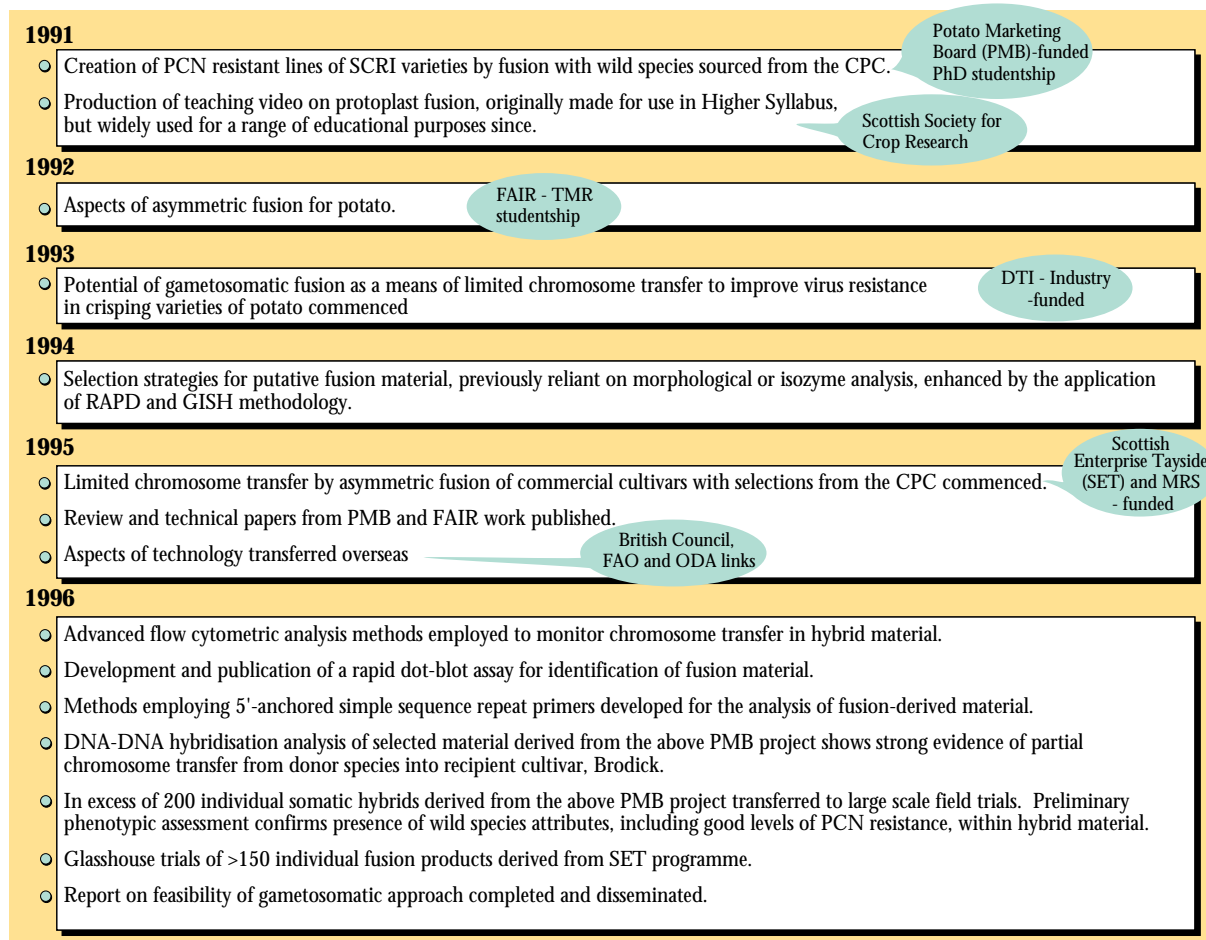 1991
Creation of PCN resistant lines of SCRI varieties by fusion with wild species sourced from the CPC.
Potato Marketing
Board (PMB)-funded
PhD studentship
Production of teaching video on protoplast fusion, originally made for use in Higher Syllabus,
but widely used for a range of educational purposes since.
Scottish Society for
Crop Research
1992
Aspects of asymmetric fusion for potato.
FAIR - TMR
studentship
1993
Potential of gametosomatic fusion as a means of limited chromosome transfer to improve virus resistance
in crisping varieties of potato commenced
DTI - Industry
-funded
1994
Selection strategies for putative fusion material, previously reliant on morphological or isozyme analysis, enhanced by the application
of RAPD and GISH methodology.
1995
Limited chromosome transfer by asymmetric fusion of commercial cultivars with selections from the CPC commenced.
Scottish
Enterprise Tayside
(SET) and MRS
- funded
Review and technical papers from PMB and FAIR work published.
Aspects of technology transferred overseas
British Council,
FAO and ODA links
1996
Advanced flow cytometric analysis methods employed to monitor chromosome transfer in hybrid material.
Development and publication of a rapid dot-blot assay for identification of fusion material.
Methods employing 5'-anchored simple sequence repeat primers developed for the analysis of fusion-derived material.
DNA-DNA hybridisation analysis of selected material derived from the above PMB project shows strong evidence of partial
chromosome transfer from donor species into recipient cultivar, Brodick.
In excess of 200 individual somatic hybrids derived from the above PMB project transferred to large scale field trials.  Preliminary
phenotypic assessment confirms presence of wild species attributes, including good levels of PCN resistance, within hybrid material.
Glasshouse trials of >150 individual fusion products derived from SET programme.
Report on feasibility of gametosomatic approach completed and disseminated.